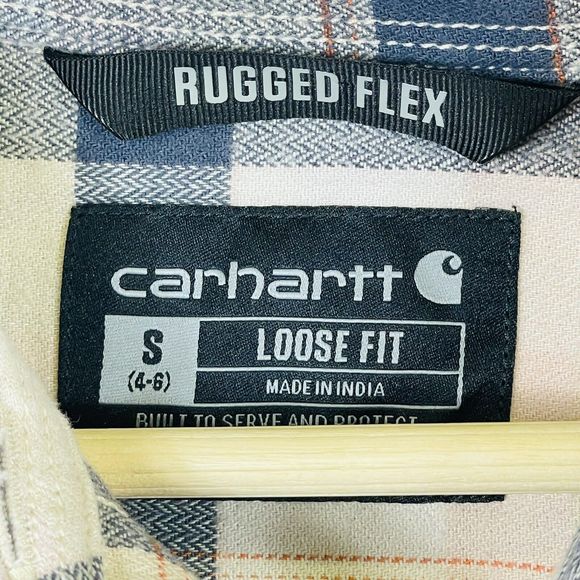 RUGGED FLEX
carhartt
S
(4-6)
LOOSE FIT
MADE IN INDIA
BUILT TO SERVE AND PROTECT